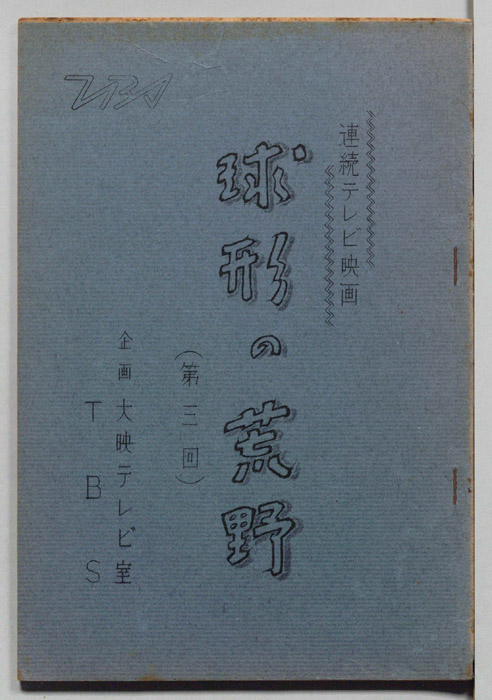 連続テレビ映画
球形の荒野
(第三回)
企画 大映テレビ室
TBS